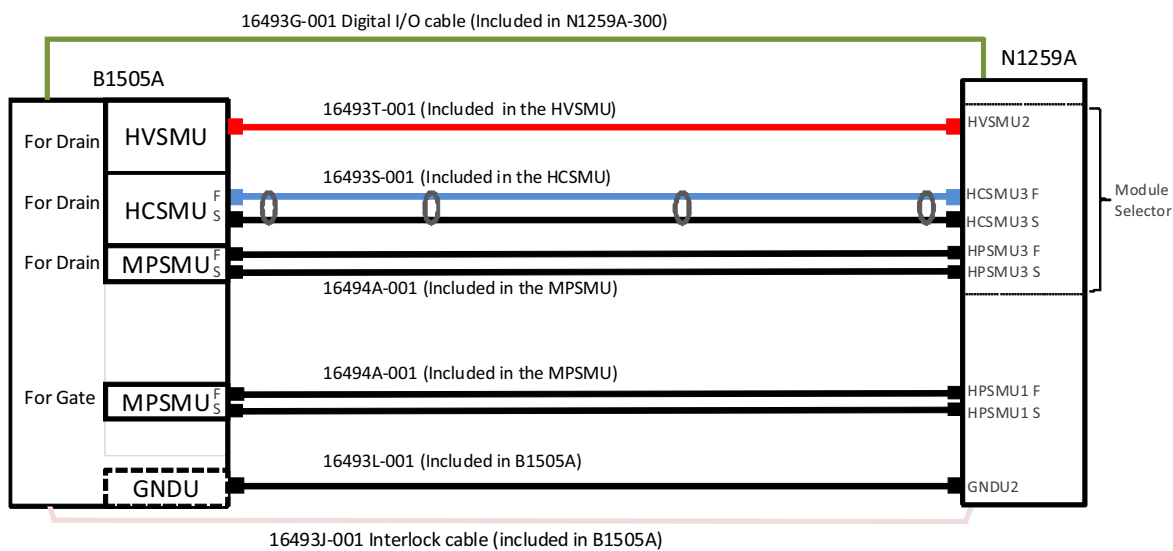 16493G-001 Digital I/O cable (Included in N1259A-300)
B1505A
N1259A
16493T-001 (Included in the HVSMU)
For Drain
HVSMU
HVSMU2
16493S-001 (Included in the HCSMU)
For Drain
HCSMU
F
S
HCSMU3 F
HCSMU3 S
Module
Selector
For Drain
MPSMU
F
S
HPSMU3 F
HPSMU3 S
16494A-001 (Included in the MPSMU)
16494A-001 (Included in the MPSMU)
For Gate
MPSMU
F
S
HPSMU1 F
HPSMU1 S
16493L-001 (Included in B1505A)
GNDU
GNDU2
16493J-001 Interlock cable (included in B1505A)